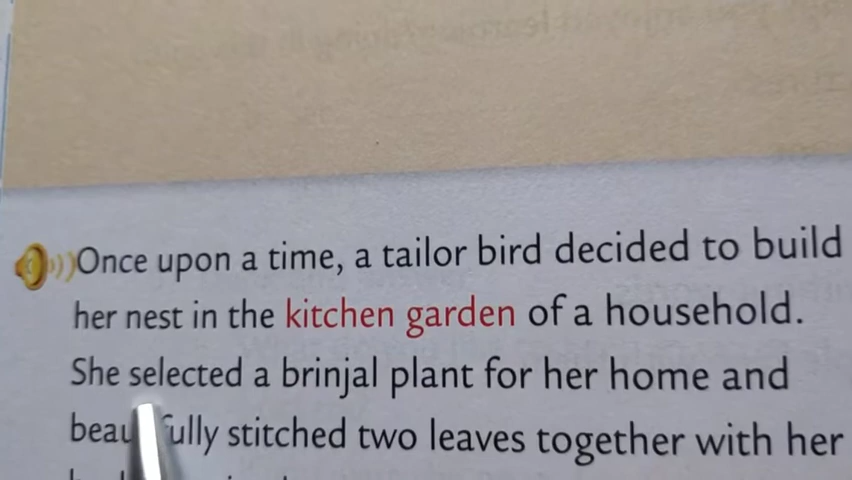 Once upon a time, a tailor bird decided to build
her nest in the kitchen garden of a household.
She selected a brinjal plant for her home and
stitched two leaves together with her